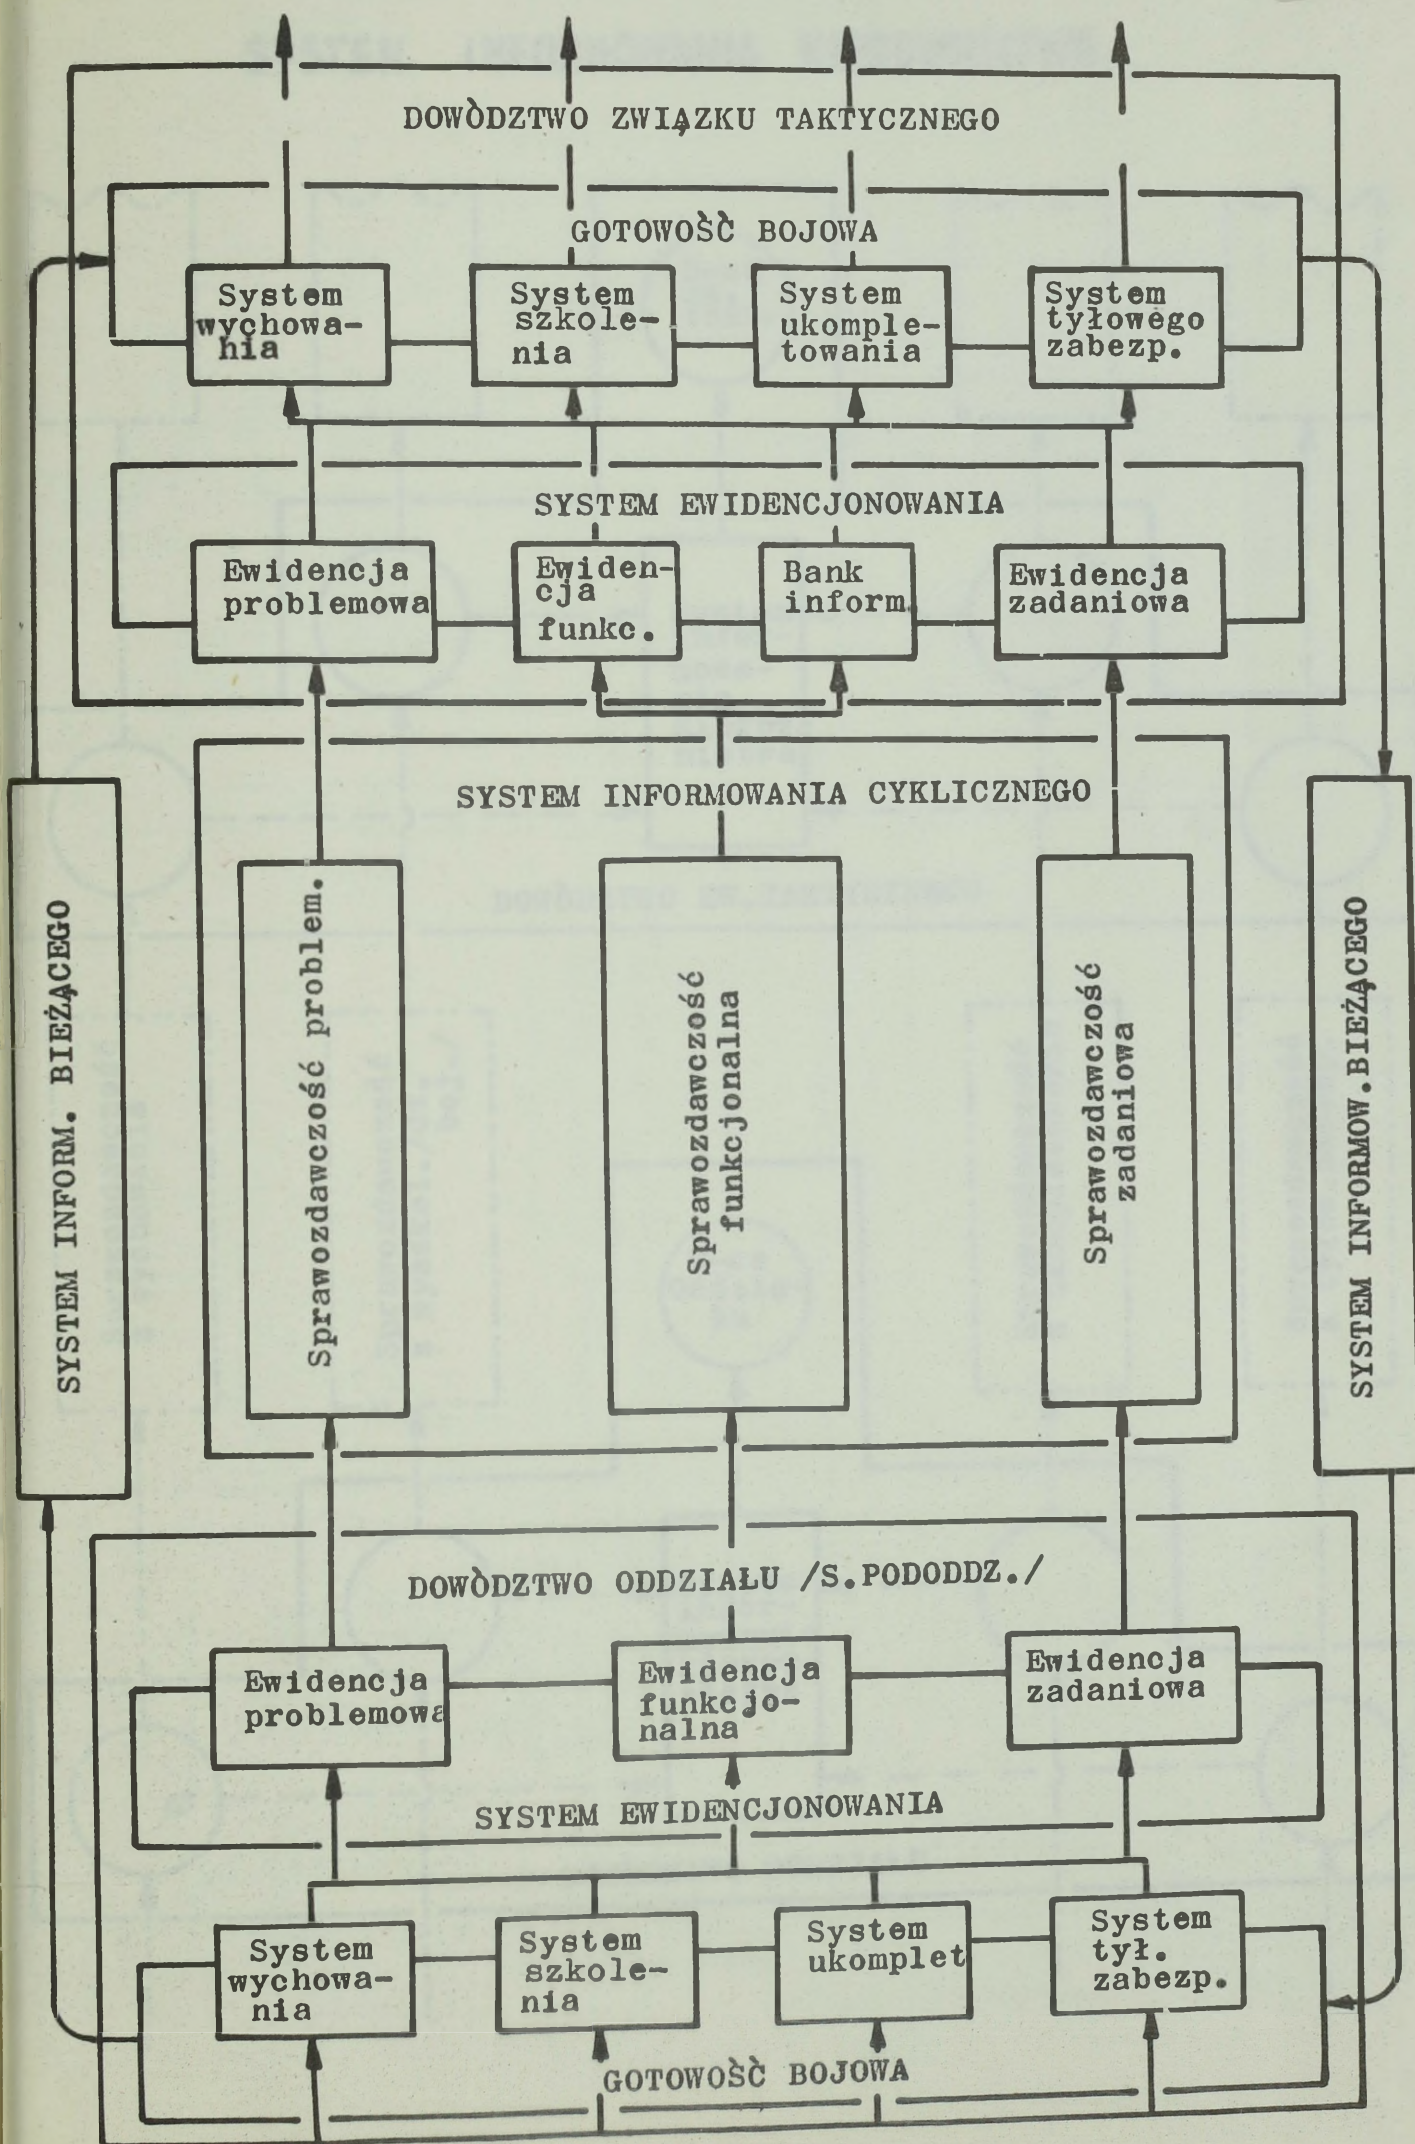 DOWÓDZTWO ZWIĄZKU TAKTYCZNEGO
GOTOWOŚĆ BOJOWA
System
wychowa-
nia
System
szkole-
nia
System
ukomple-
towania
System
tyłowego
zabezp.
SYSTEM EWIDENCJONOWANIA
Ewidencja
problemowa
Ewiden-
cja
funkc.
Bank
inform.
Ewidencja
zadaniowa
SYSTEM INFORMOWANIA CYKLICZNEGO
SYSTEM INFORM. BIEŻĄCEGO
Sprawozdawczość problem.
Sprawozdawczość
funkcjonalna
Sprawozdawczość
zadaniowa
SYSTEM INFORMOW.BIEŻĄCEGO
DOWÓDZTWO ODDZIAŁU /S.PODODDZ./
Ewidencja
problemowa
Ewidencja
funkcjo-
nalna
Ewidencja
zadaniowa
SYSTEM EWIDENCJONOWANIA
System
wychowa-
nia
System
szkole-
nia
System
ukomplet
System
tył.
zabezp.
GOTOWOŚĆ BOJOWA